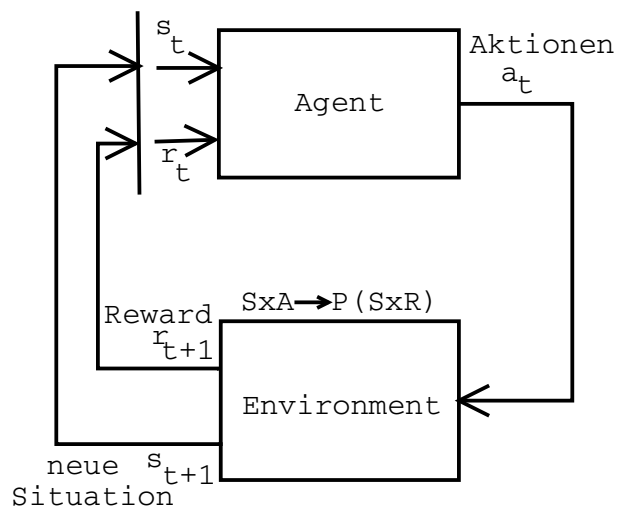 s_t
Aktionen
a_t
Agent
r_t
SxA→P(SxR)
Reward
r_t+1
Environment
neue s_t+1
Situation